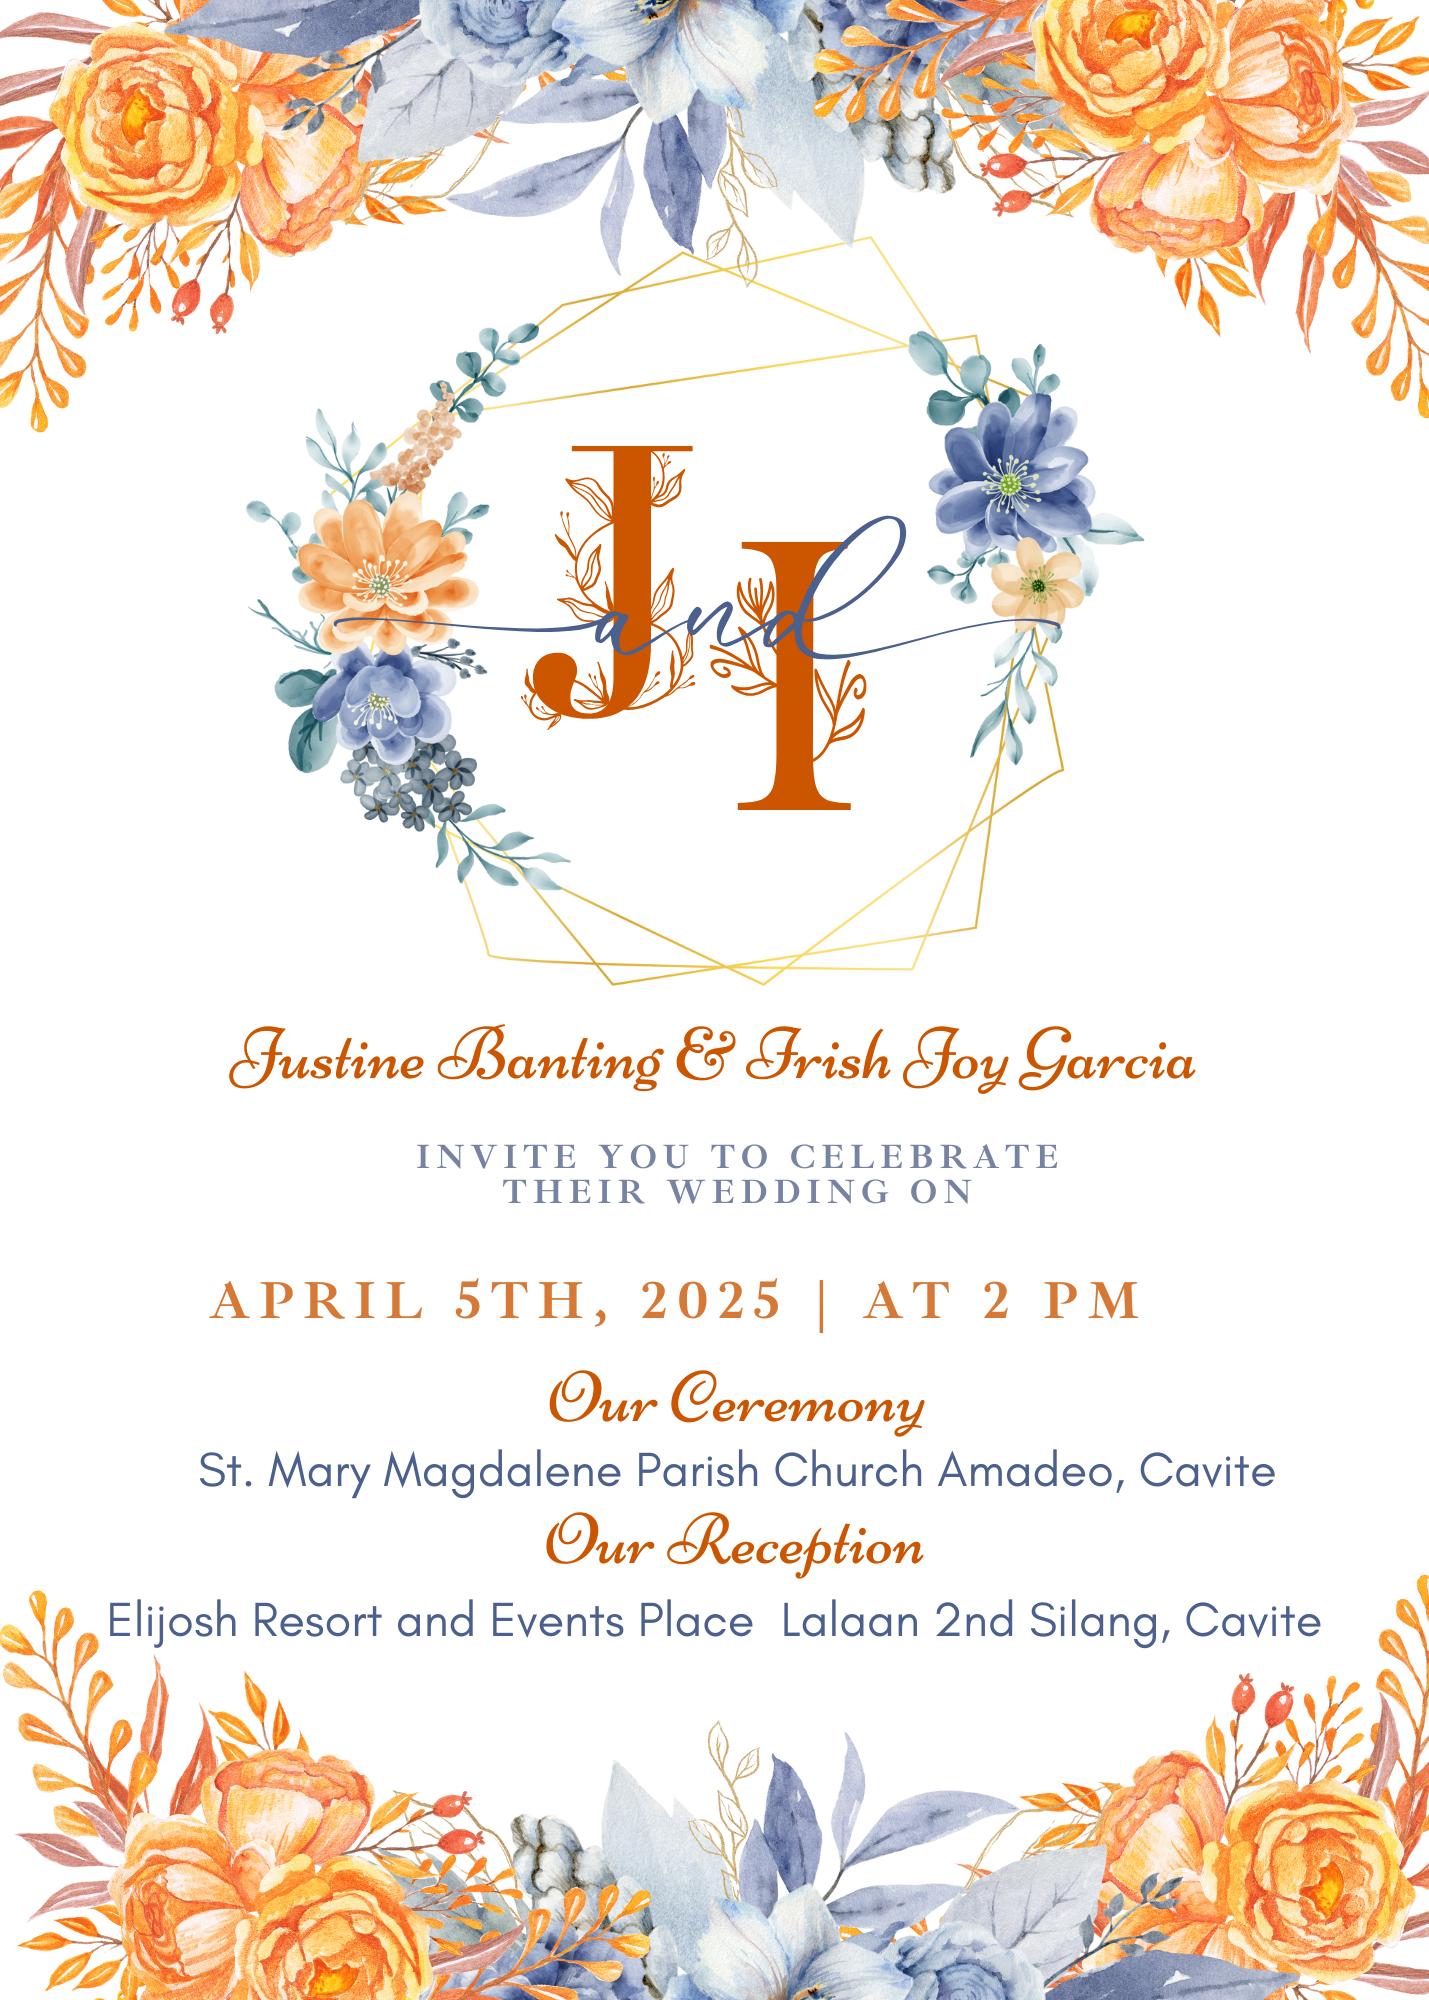 J and I
Justine Banting & Irish Joy Garcia
INVITE YOU TO CELEBRATE
THEIR WEDDING ON
APRIL 5TH, 2025 | AT 2 PM
Our Ceremony
St. Mary Magdalene Parish Church Amadeo, Cavite
Our Reception
Elijosh Resort and Events Place Lalaan 2nd Silang, Cavite